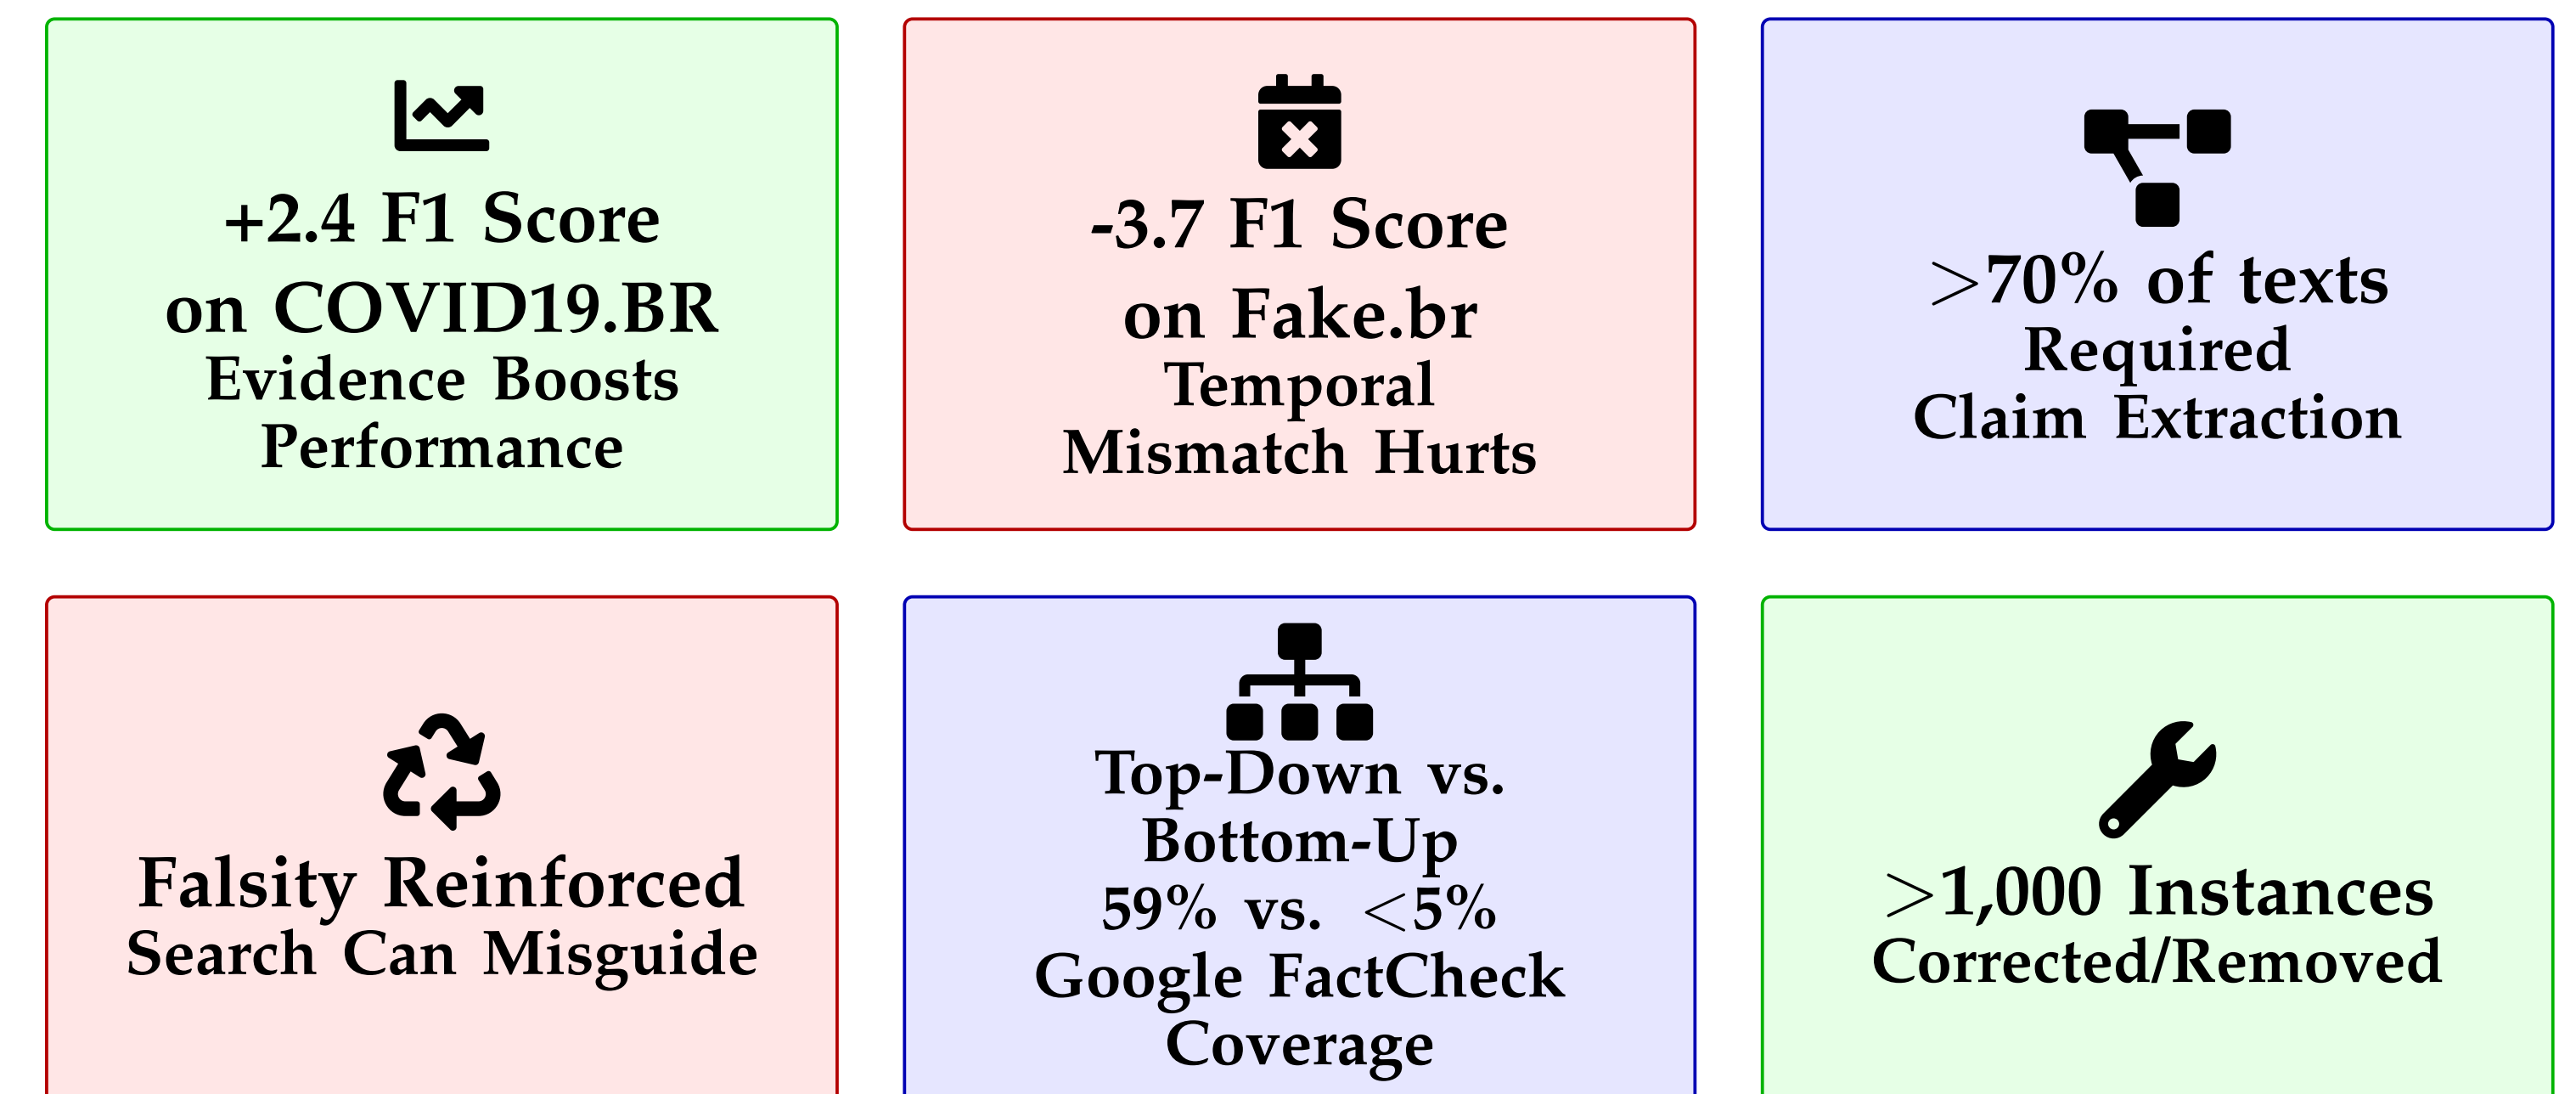 +2.4 F1 Score
on COVID19.BR
Evidence Boosts
Performance
-3.7 F1 Score
on Fake.br
Temporal
Mismatch Hurts
>70% of texts
Required
Claim Extraction
Falsity Reinforced
Search Can Misguide
Top-Down vs.
Bottom-Up
59% vs. <5%
Google FactCheck
Coverage
>1,000 Instances
Corrected/Removed